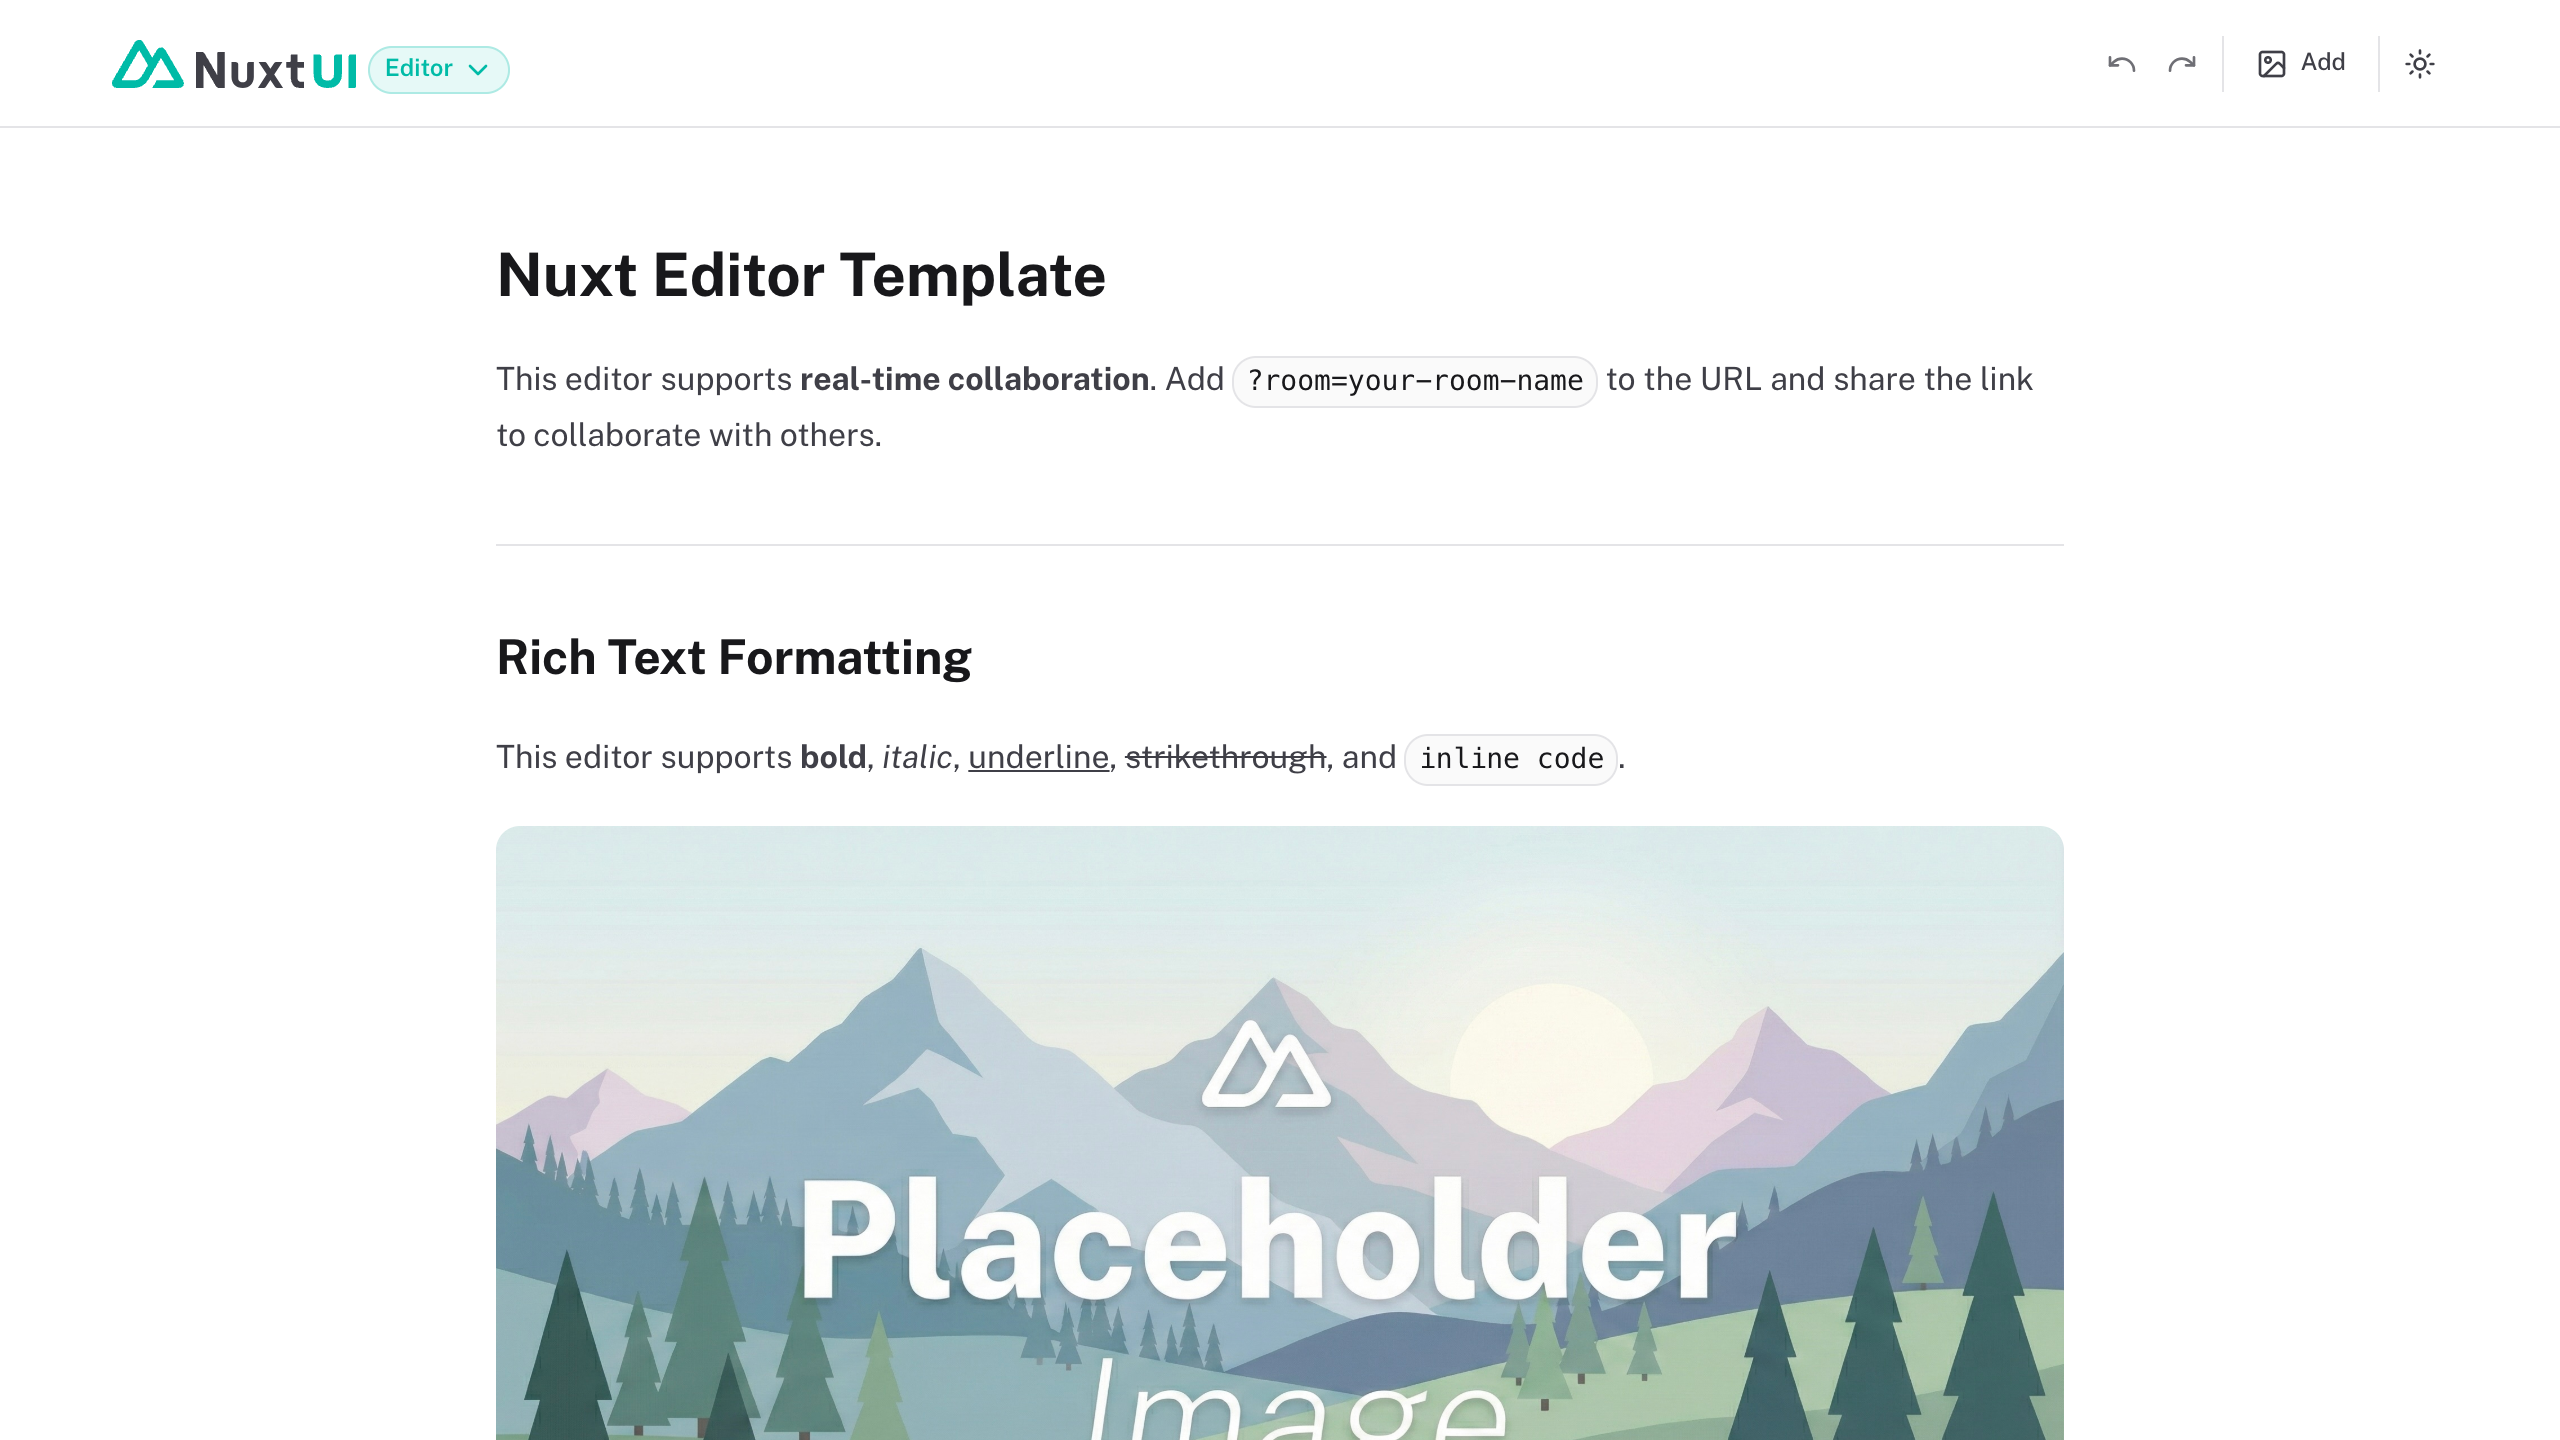 Nuxt UI Editor
Add
Nuxt Editor Template
This editor supports real-time collaboration. Add ?room=your-room-name to the URL and share the link
to collaborate with others.
Rich Text Formatting
This editor supports bold, italic, underline, strikethrough, and inline code.
Placeholder
Image